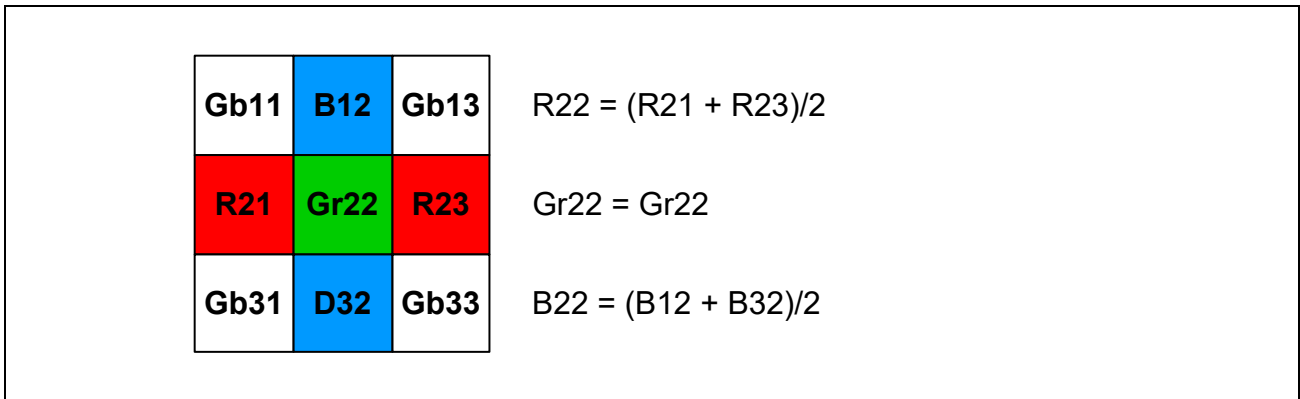 Gb11 B12 Gb13 R22 = (R21 + R23)/2
R21 Gr22 R23 Gr22 = Gr22
Gb31 D32 Gb33 B22 = (B12 + B32)/2